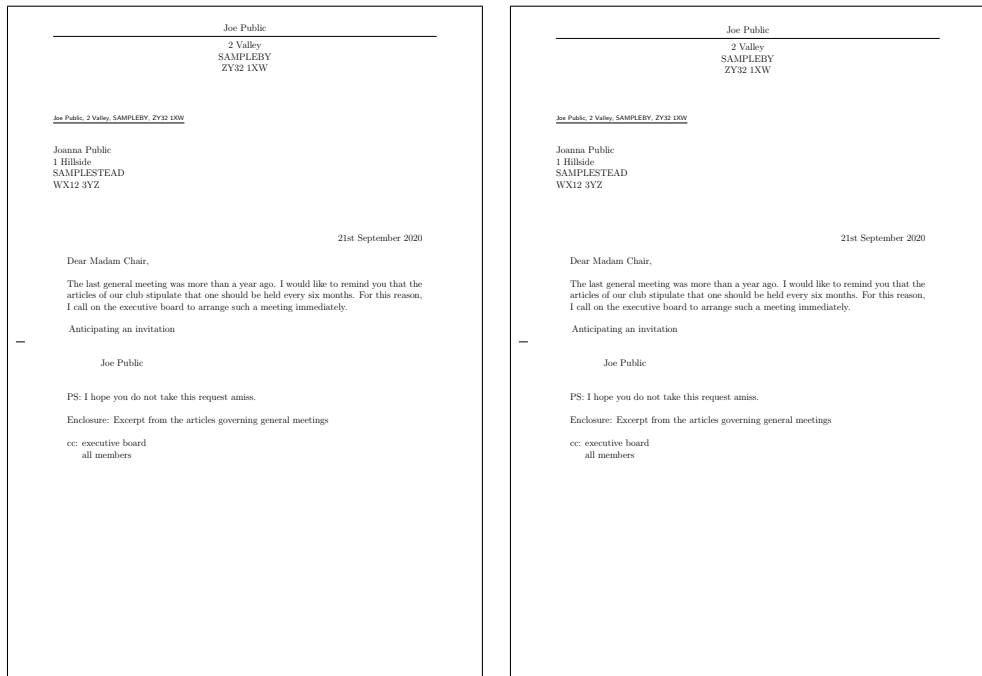 Joe Public
2 Valley
SAMPLEBY
ZY32 1XW
Joe Public, 2 Valley, SAMPLEBY, ZY32 1XW
Joanna Public
1 Hillside
SAMPLESTEAD
WX12 3YZ
21st September 2020
Dear Madam Chair,
The last general meeting was more than a year ago. I would like to remind you that the
articles of our club stipulate that one should be held every six months. For this reason,
I call on the executive board to arrange such a meeting immediately.
Anticipating an invitation
Joe Public
PS: I hope you do not take this request amiss.
Enclosure: Excerpt from the articles governing general meetings
cc: executive board
all members
Joe Public
2 Valley
SAMPLEBY
ZY32 1XW
Joe Public, 2 Valley, SAMPLEBY, ZY32 1XW
Joanna Public
1 Hillside
SAMPLESTEAD
WX12 3YZ
21st September 2020
Dear Madam Chair,
The last general meeting was more than a year ago. I would like to remind you that the
articles of our club stipulate that one should be held every six months. For this reason,
I call on the executive board to arrange such a meeting immediately.
Anticipating an invitation
Joe Public
PS: I hope you do not take this request amiss.
Enclosure: Excerpt from the articles governing general meetings
cc: executive board
all members